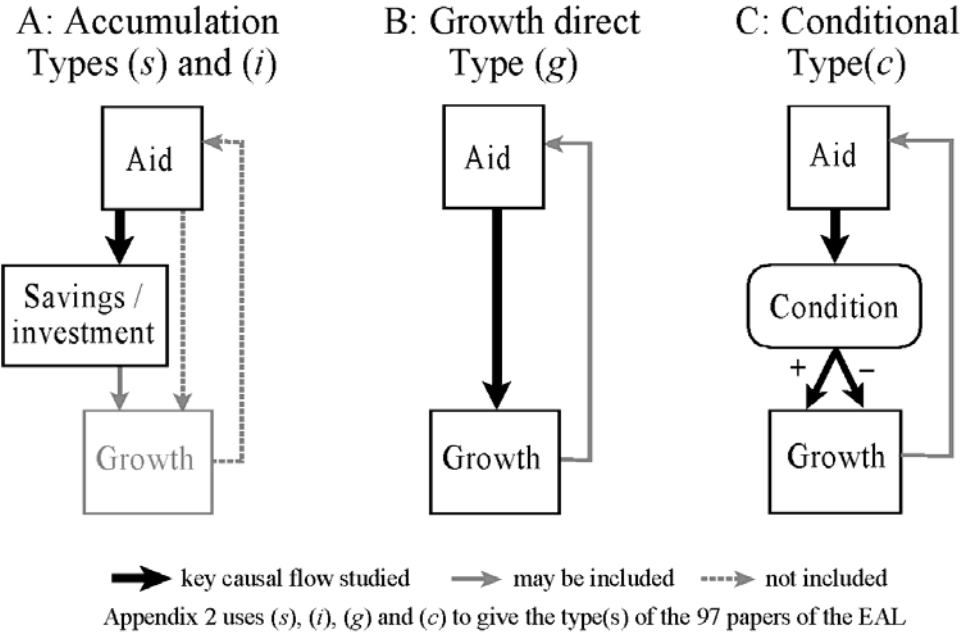 A: Accumulation
Types (s) and (i)
B: Growth direct
Type (g)
C: Conditional
Type(c)
Aid
Savings /
investment
Growth
Aid
Growth
Aid
Condition
+ −
Growth
key causal flow studied may be included not included
Appendix 2 uses (s), (i), (g) and (c) to give the type(s) of the 97 papers of the EAL